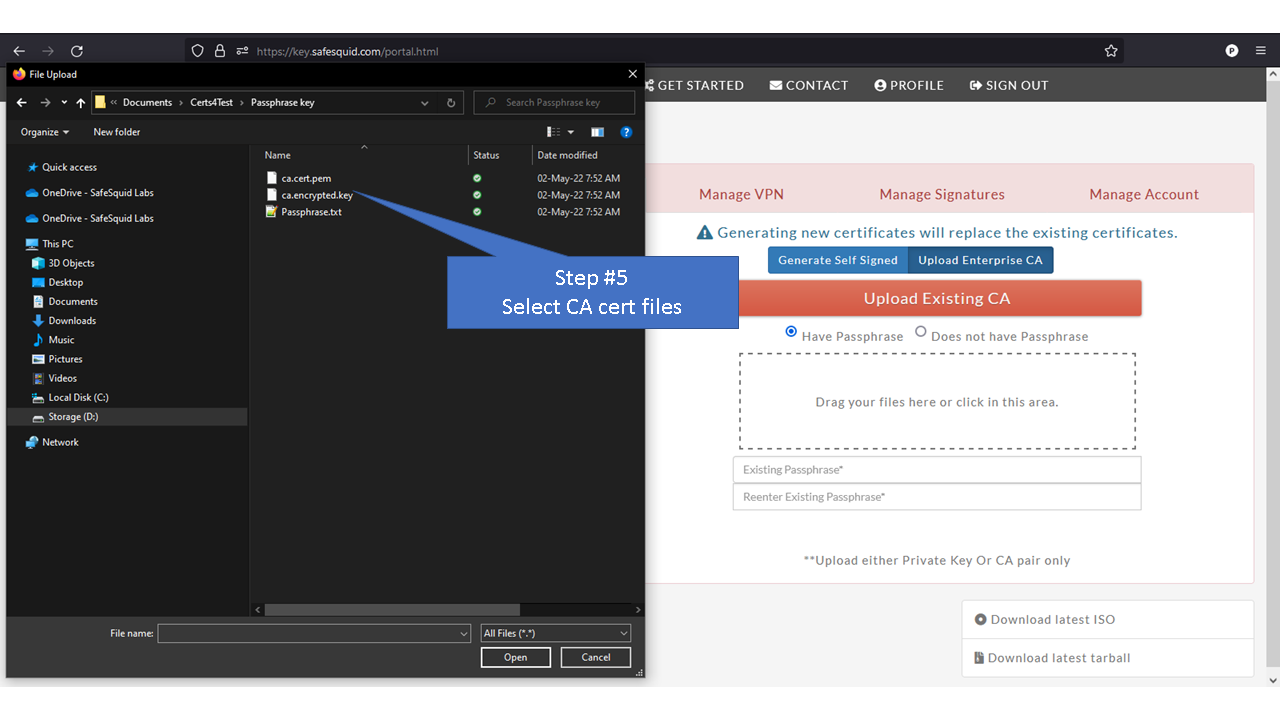 https://key.safesquid.com/portal.html
P
File Upload
GET STARTED
CONTACT
PROFILE
SIGN OUT
« Documents › Certs4Test › Passphrase key
Search Passphrase key
Organize
New folder
?
Name
Status
Date modified
ca.cert.pem
02-May-22 7:52 AM
ca.encrypted.key
02-May-22 7:52 AM
Passphrase.txt
02-May-22 7:52 AM
Quick access
OneDrive - SafeSquid Labs
OneDrive - SafeSquid Labs
This PC
3D Objects
Desktop
Documents
Downloads
Music
Pictures
Videos
Local Disk (C:)
Storage (D:)
Network
Step #5
Select CA cert files
File name:
All Files (*.*)
Open
Cancel
Manage VPN
Manage Signatures
Manage Account
Generating new certificates will replace the existing certificates.
Generate Self Signed
Upload Enterprise CA
Upload Existing CA
Have Passphrase
Does not have Passphrase
Drag your files here or click in this area.
Existing Passphrase*
Reenter Existing Passphrase*
**Upload either Private Key Or CA pair only
Download latest ISO
Download latest tarball